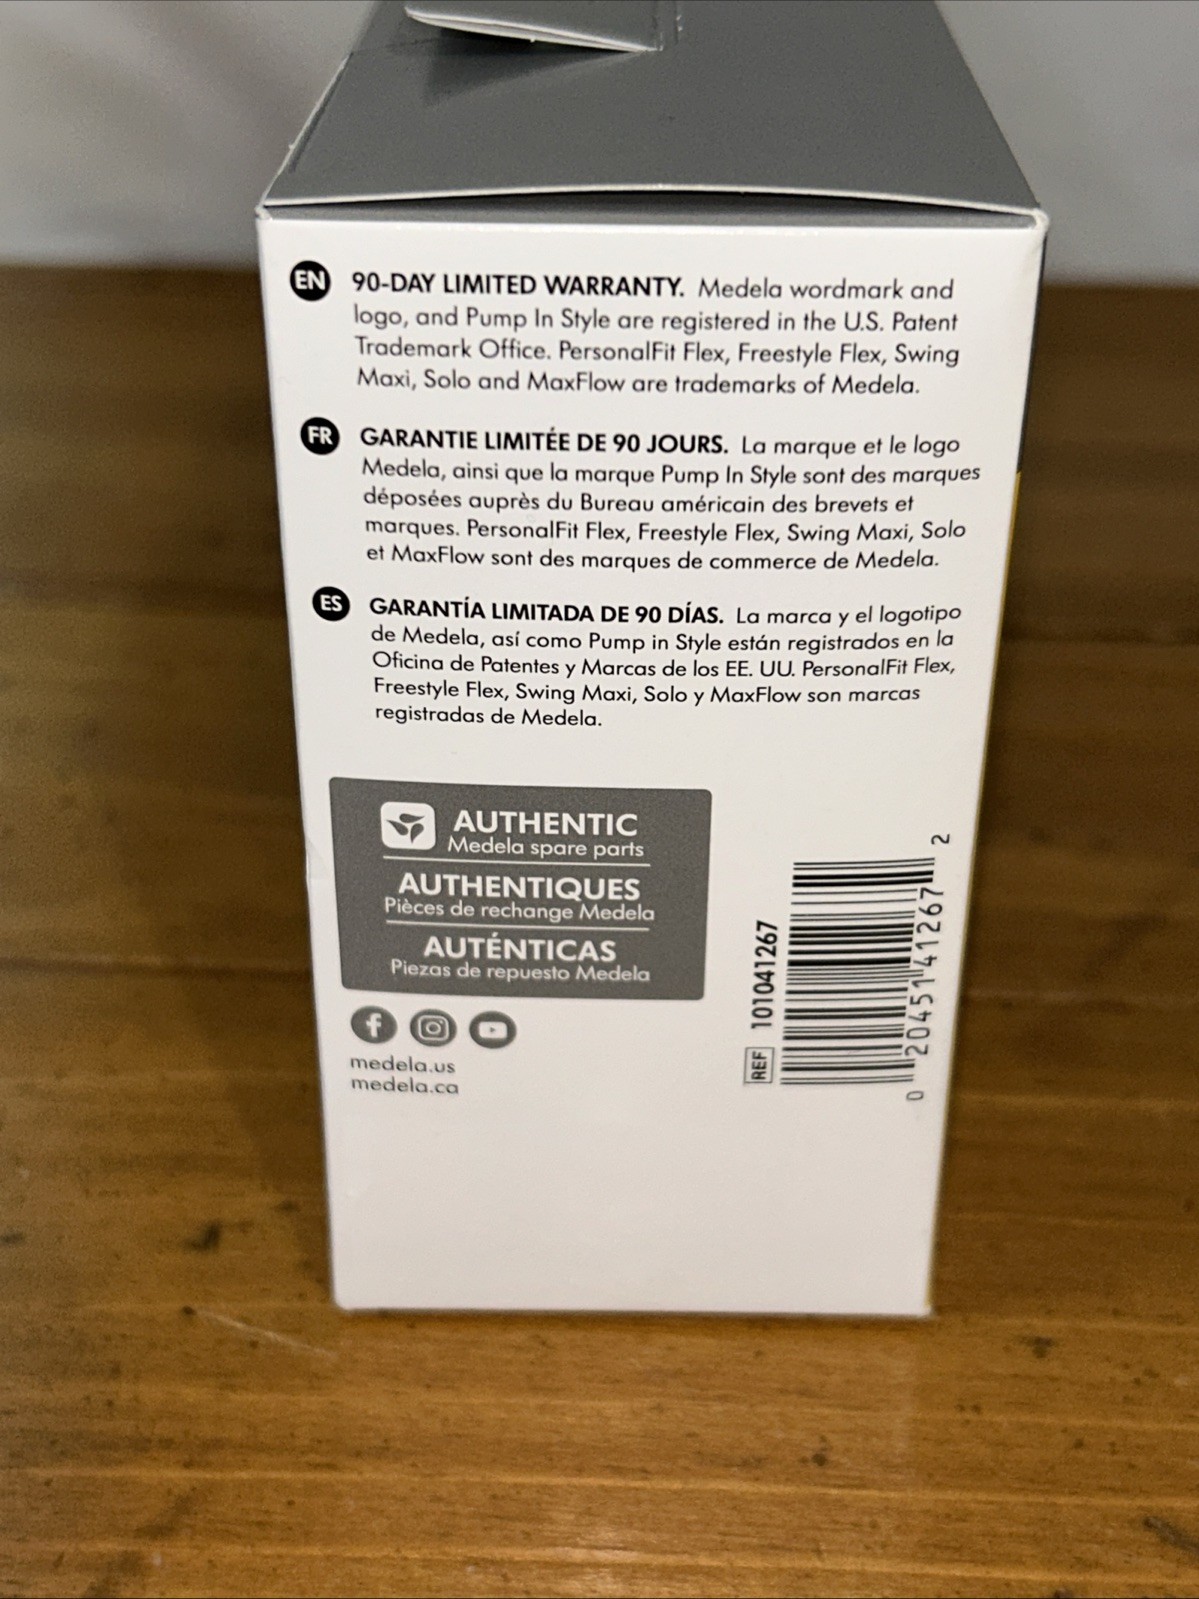 EN 90-DAY LIMITED WARRANTY. Medela wordmark and
logo, and Pump In Style are registered in the U.S. Patent
Trademark Office. PersonalFit Flex, Freestyle Flex, Swing
Maxi, Solo and MaxFlow are trademarks of Medela.
FR GARANTIE LIMITÉE DE 90 JOURS. La marque et le logo
Medela, ainsi que la marque Pump In Style sont des marques
déposées auprès du Bureau américain des brevets et
marques. PersonalFit Flex, Freestyle Flex, Swing Maxi, Solo
et MaxFlow sont des marques de commerce de Medela.
ES GARANTÍA LIMITADA DE 90 DÍAS. La marca y el logotipo
de Medela, así como Pump in Style están registrados en la
Oficina de Patentes y Marcas de los EE. UU. PersonalFit Flex,
Freestyle Flex, Swing Maxi, Solo y MaxFlow son marcas
registradas de Medela.
AUTHENTIC
Medela spare parts
AUTHENTIQUES
Pièces de rechange Medela
AUTÉNTICAS
Piezas de repuesto Medela
medela.us
medela.ca
REF 101041267
0 20451 41267 2